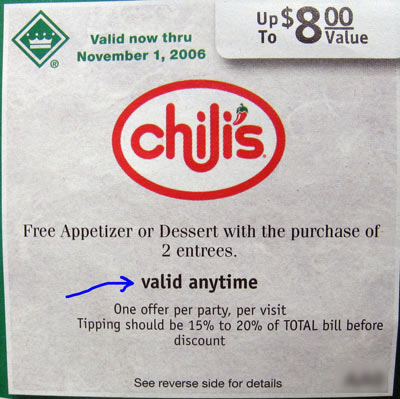 Valid now thru
November 1, 2006
Up To $8.00 Value
chili's®
Free Appetizer or Dessert with the purchase of
2 entrees.
valid anytime
One offer per party, per visit
Tipping should be 15% to 20% of TOTAL bill before
discount
See reverse side for details